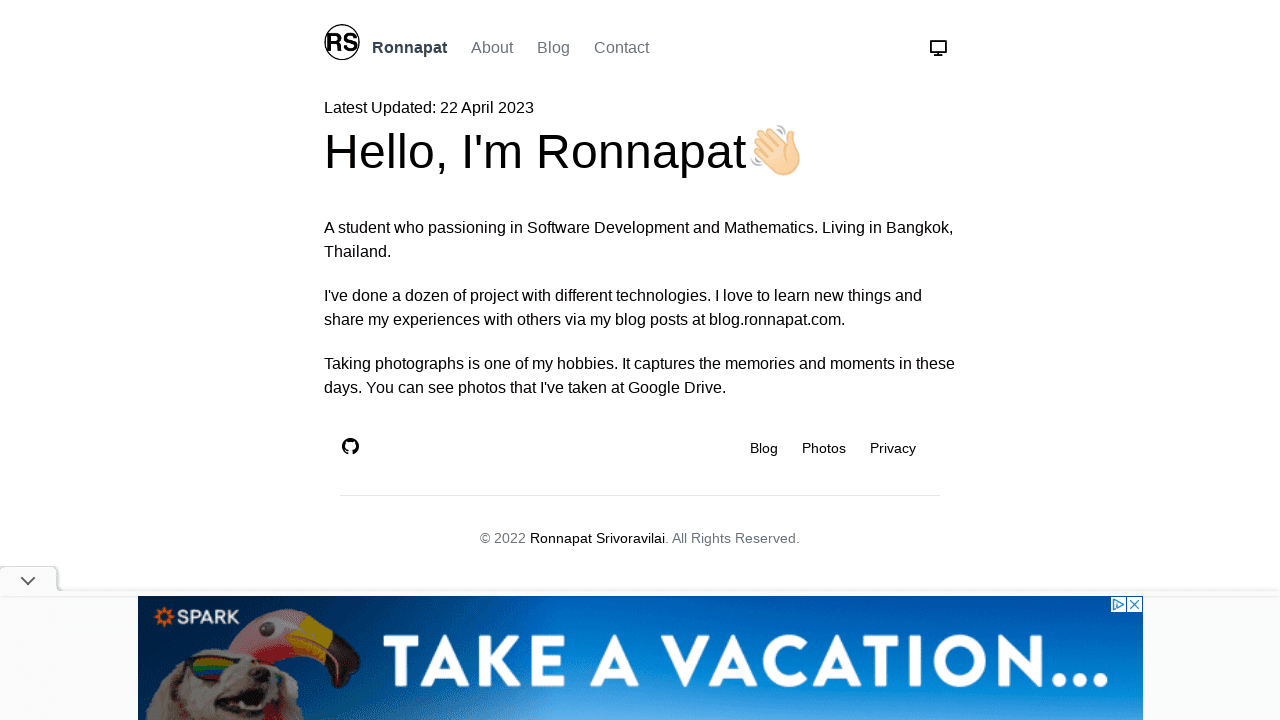 RS Ronnapat About Blog Contact
Latest Updated: 22 April 2023
Hello, I'm Ronnapat👋🏻
A student who passioning in Software Development and Mathematics. Living in Bangkok,
Thailand.
I've done a dozen of project with different technologies. I love to learn new things and
share my experiences with others via my blog posts at blog.ronnapat.com.
Taking photographs is one of my hobbies. It captures the memories and moments in these
days. You can see photos that I've taken at Google Drive.
Blog Photos Privacy
© 2022 Ronnapat Srivoravilai. All Rights Reserved.
SPARK
TAKE A VACATION...